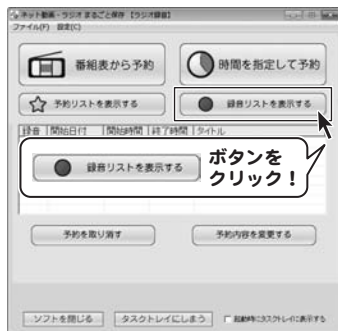 ネット動画・ラジオ まるごと保存 【ラジオ録音】
ファイル(F) 設定(C)
番組表から予約
時間を指定して予約
予約リストを表示する
録音リストを表示する
録音 開始日付 開始時間 終了時間 タイトル
録音リストを表示する
ボタンを
クリック！
予約を取り消す
予約内容を変更する
ソフトを閉じる
タスクトレイにしまう
起動時にタスクトレイに表示する